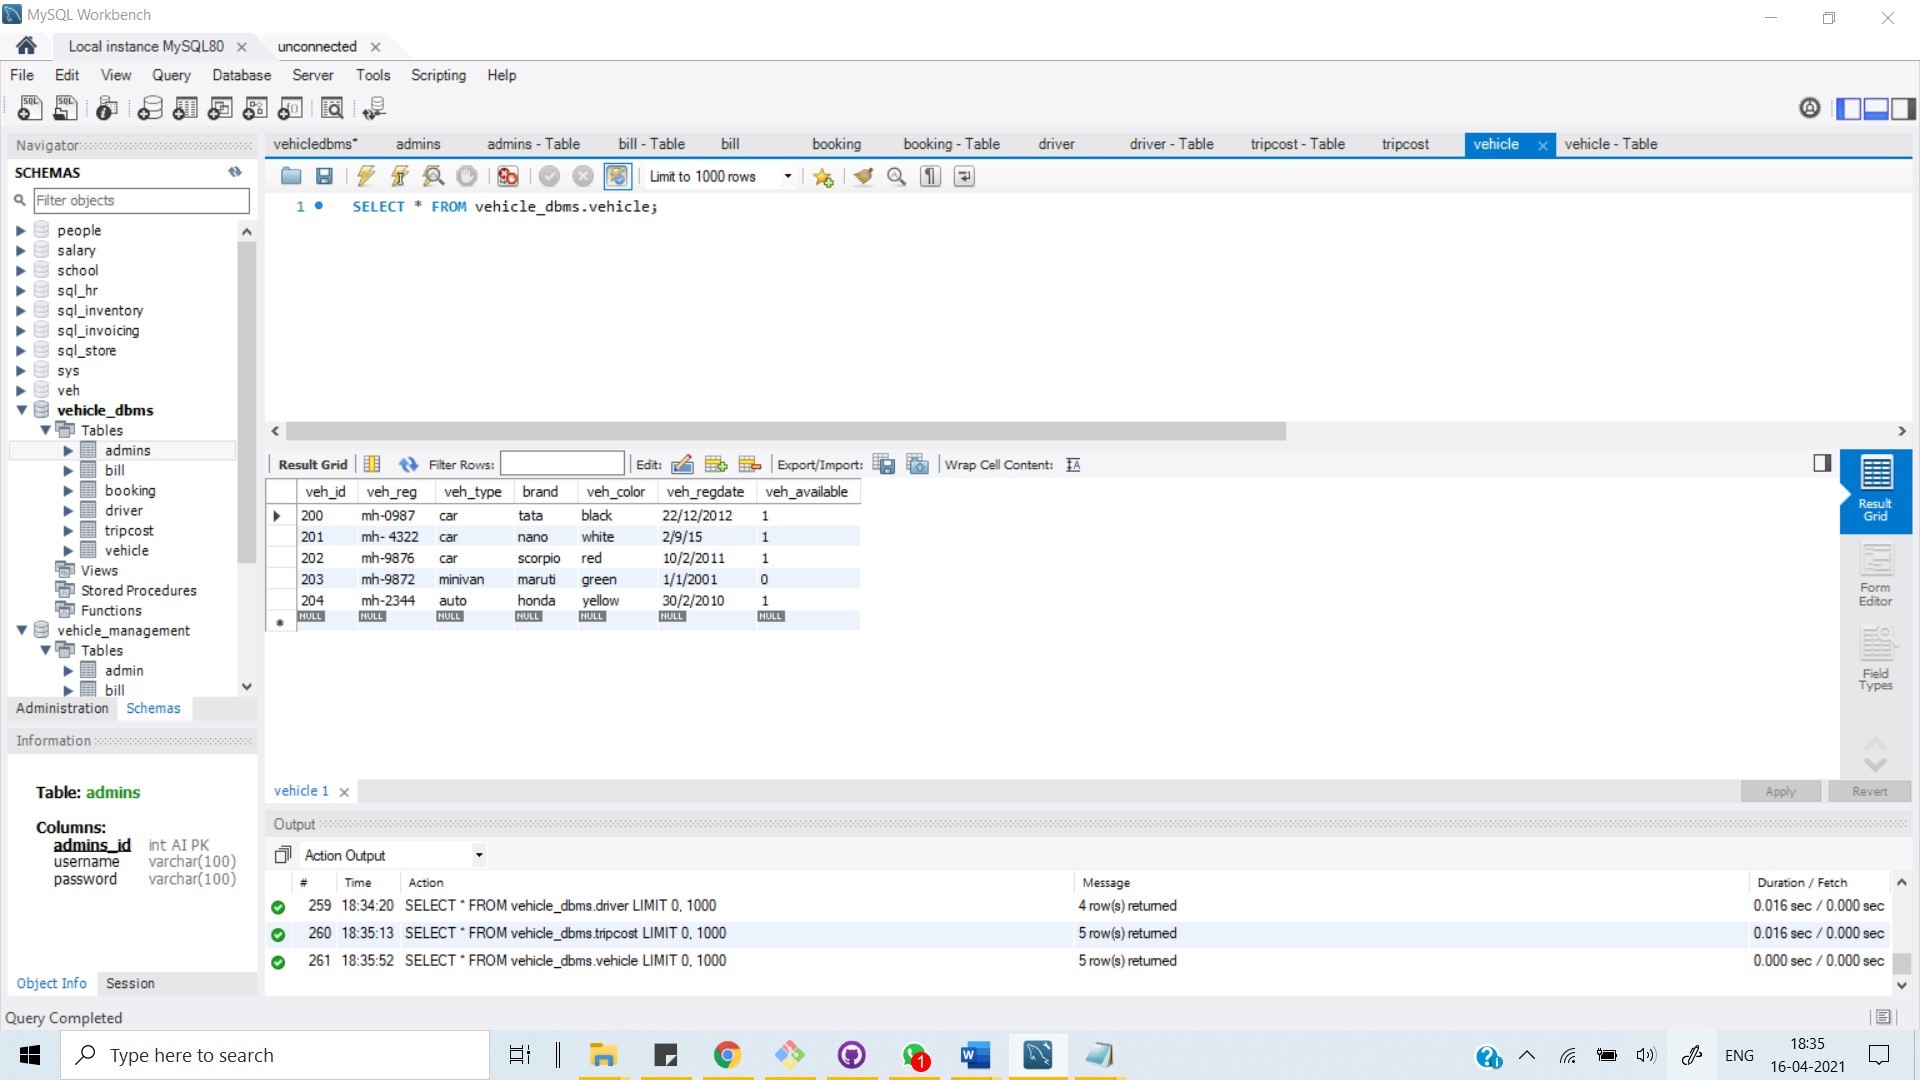 MySQL Workbench
Local instance MySQL80
unconnected
File Edit View Query Database Server Tools Scripting Help
Navigator
SCHEMAS
Filter objects
people
salary
school
sql_hr
sql_inventory
sql_invoicing
sql_store
sys
veh
vehicle_dbms
Tables
admins
bill
booking
driver
tripcost
vehicle
Views
Stored Procedures
Functions
vehicle_management
Tables
admin
bill
Administration Schemas
Information
Table: admins
Columns:
admins_id int AI PK
username varchar(100)
password varchar(100)
Object Info Session
vehicledbms* admins admins - Table bill - Table bill booking booking - Table driver driver - Table tripcost - Table tripcost vehicle vehicle - Table
Limit to 1000 rows
1 SELECT * FROM vehicle_dbms.vehicle;
Result Grid Filter Rows: Edit: Export/Import: Wrap Cell Content:
veh_id veh_reg veh_type brand veh_color veh_regdate veh_available
200 mh-0987 car tata black 22/12/2012 1
201 mh- 4322 car nano white 2/9/15 1
202 mh-9876 car scorpio red 10/2/2011 1
203 mh-9872 minivan maruti green 1/1/2001 0
204 mh-2344 auto honda yellow 30/2/2010 1
NULL NULL NULL NULL NULL NULL NULL
Result Grid
Form Editor
Field Types
vehicle 1
Apply Revert
Output
Action Output
# Time Action Message Duration / Fetch
259 18:34:20 SELECT * FROM vehicle_dbms.driver LIMIT 0, 1000 4 row(s) returned 0.016 sec / 0.000 sec
260 18:35:13 SELECT * FROM vehicle_dbms.tripcost LIMIT 0, 1000 5 row(s) returned 0.016 sec / 0.000 sec
261 18:35:52 SELECT * FROM vehicle_dbms.vehicle LIMIT 0, 1000 5 row(s) returned 0.000 sec / 0.000 sec
Query Completed
Type here to search
1
ENG
18:35
16-04-2021